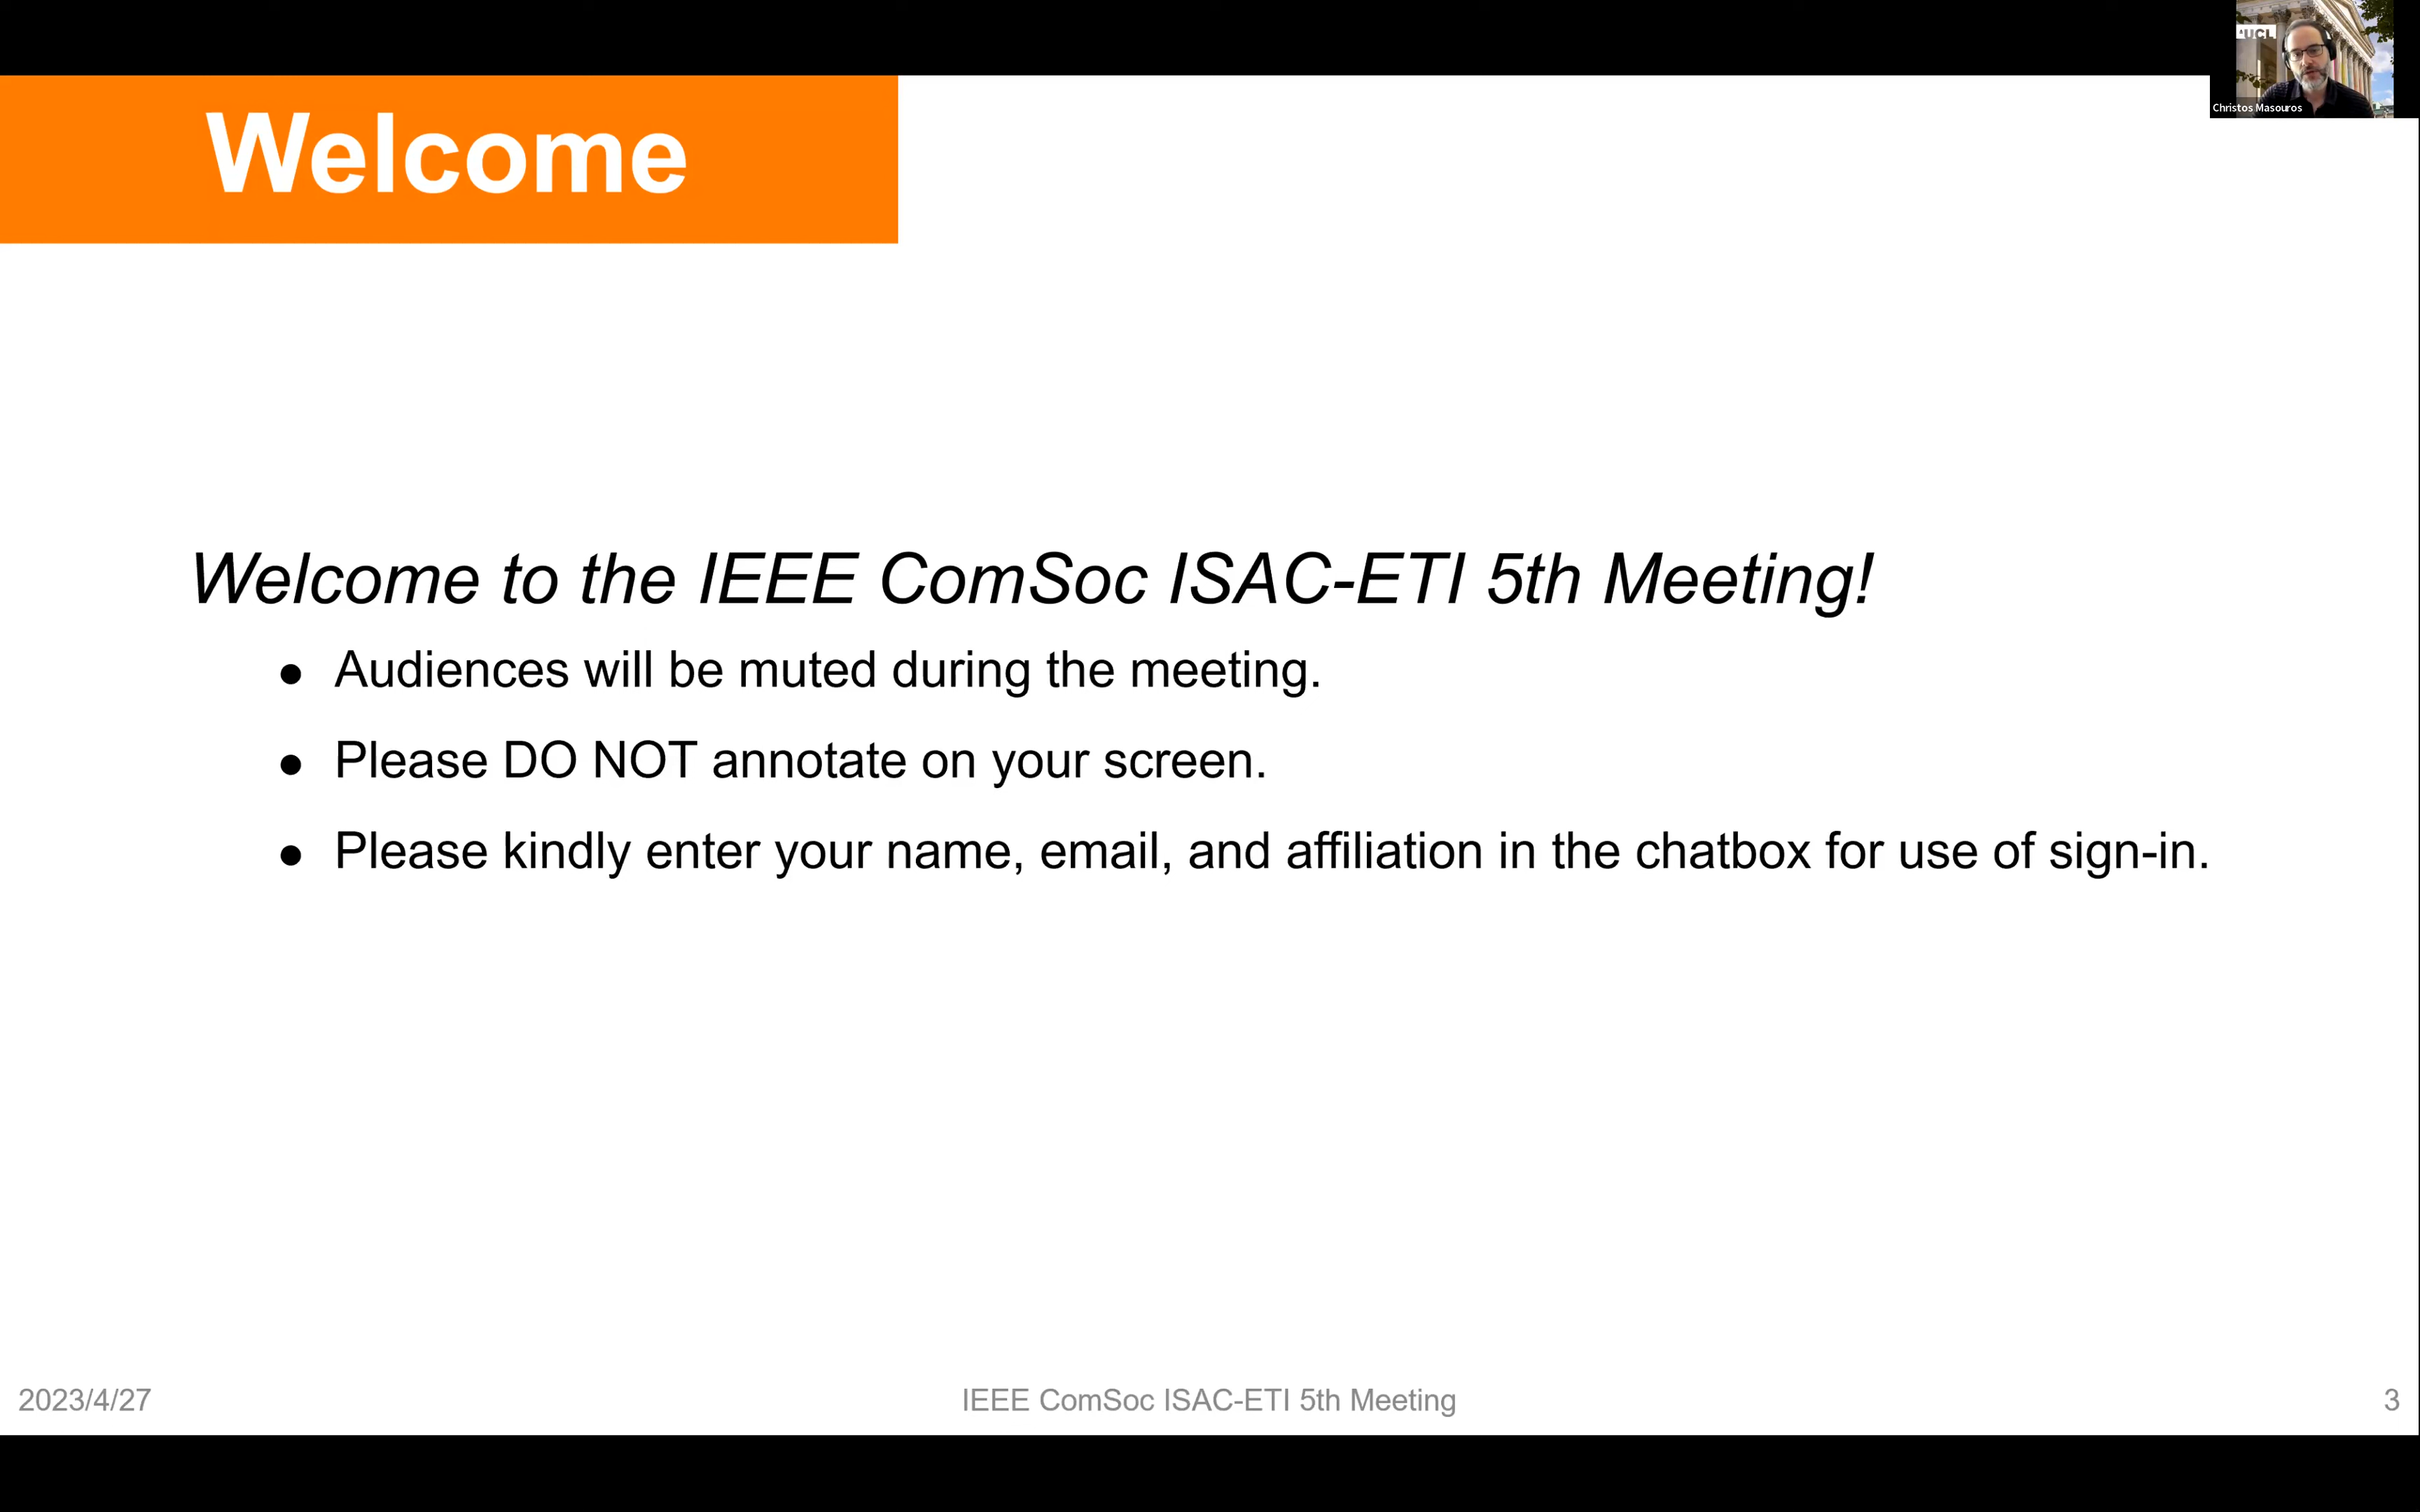 Welcome
UCL
Christos Masouros
Welcome to the IEEE ComSoc ISAC-ETI 5th Meeting!
● Audiences will be muted during the meeting.
● Please DO NOT annotate on your screen.
● Please kindly enter your name, email, and affiliation in the chatbox for use of sign-in.
2023/4/27
IEEE ComSoc ISAC-ETI 5th Meeting
3